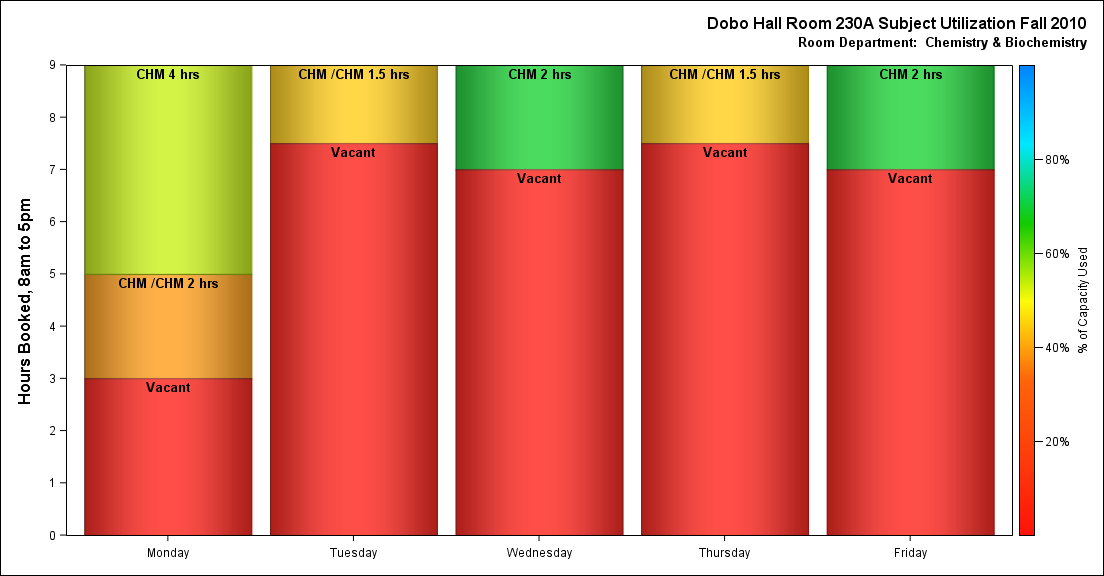 Dobo Hall Room 230A Subject Utilization Fall 2010
Room Department:  Chemistry & Biochemistry
Hours Booked, 8am to 5pm
9
8
7
6
5
4
3
2
1
0
CHM 4 hrs
CHM /CHM 2 hrs
Vacant
CHM /CHM 1.5 hrs
Vacant
CHM 2 hrs
Vacant
CHM /CHM 1.5 hrs
Vacant
CHM 2 hrs
Vacant
Monday
Tuesday
Wednesday
Thursday
Friday
80%
60%
40%
20%
% of Capacity Used